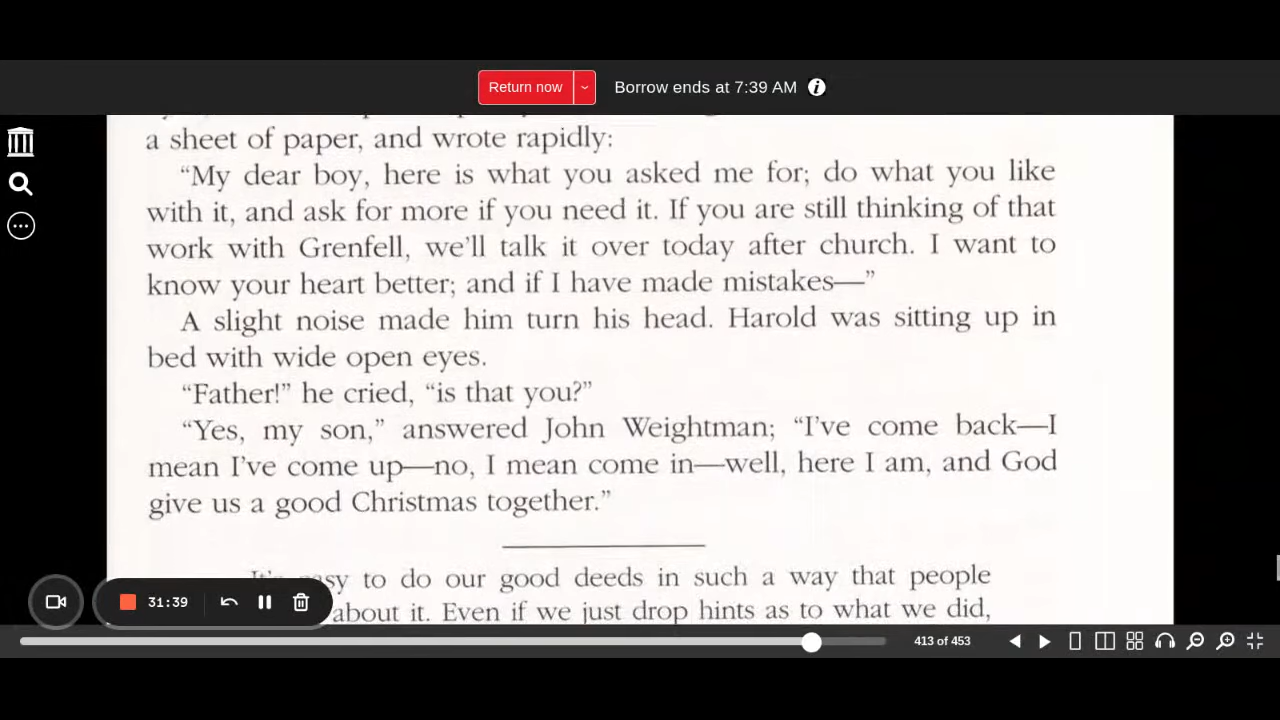 Return now
Borrow ends at 7:39 AM
a sheet of paper, and wrote rapidly:
“My dear boy, here is what you asked me for; do what you like
with it, and ask for more if you need it. If you are still thinking of that
work with Grenfell, we’ll talk it over today after church. I want to
know your heart better; and if I have made mistakes—”
A slight noise made him turn his head. Harold was sitting up in
bed with wide open eyes.
“Father!” he cried, “is that you?”
“Yes, my son,” answered John Weightman; “I’ve come back—I
mean I’ve come up—no, I mean come in—well, here I am, and God
give us a good Christmas together.”
It’s easy to do our good deeds in such a way that people
about it. Even if we just drop hints as to what we did,
31:39
413 of 453